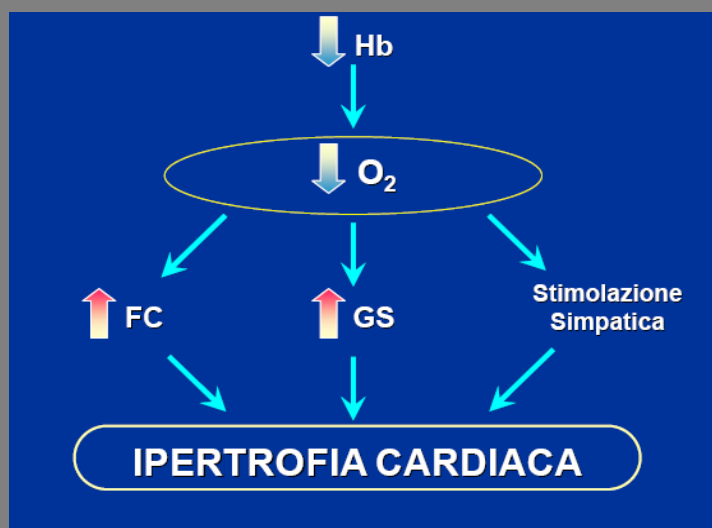 Hb
O₂
FC
GS
Stimolazione
Simpatica
IPERTROFIA CARDIACA